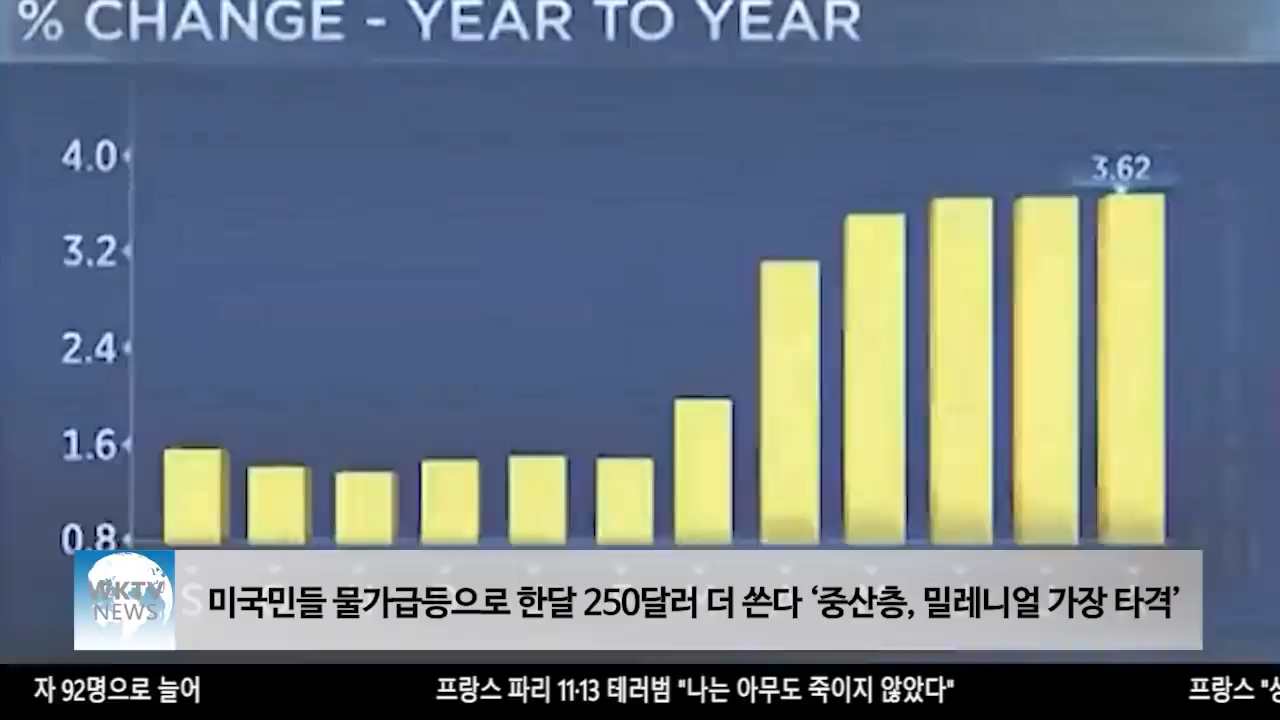 % CHANGE - YEAR TO YEAR
4.0
3.62
3.2
2.4
1.6
0.8
WKTV
NEWS
S
미국민들 물가급등으로 한달 250달러 더 쓴다 ‘중산층, 밀레니얼 가장 타격’
자 92명으로 늘어
프랑스 파리 11·13 테러범 "나는 아무도 죽이지 않았다"
프랑스